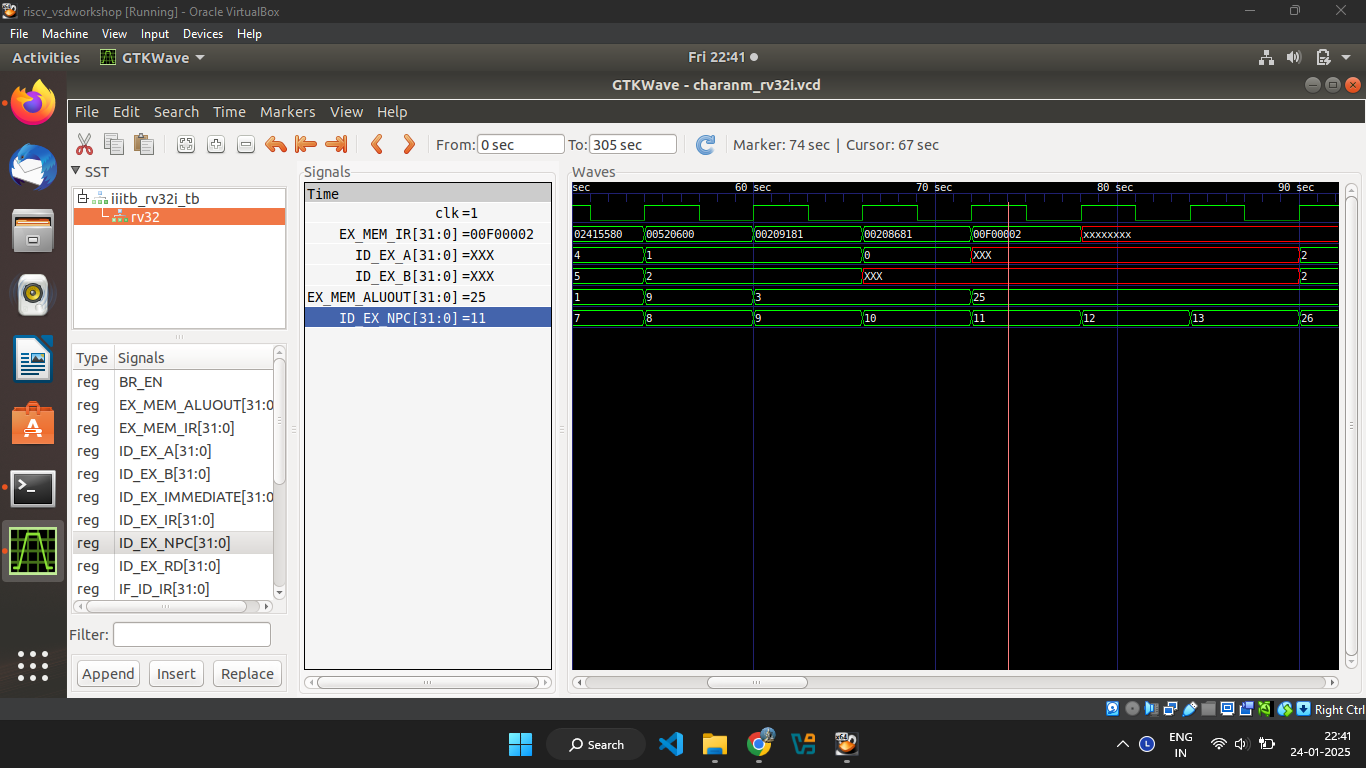 riscv_vsdworkshop [Running] - Oracle VirtualBox
File Machine View Input Devices Help
Activities GTKWave Fri 22:41
GTKWave - charanm_rv32i.vcd
File Edit Search Time Markers View Help
From: 0 sec To: 305 sec Marker: 74 sec | Cursor: 67 sec
SST
iiitb_rv32i_tb
rv32
Type Signals
reg BR_EN
reg EX_MEM_ALUOUT[31:0
reg EX_MEM_IR[31:0]
reg ID_EX_A[31:0]
reg ID_EX_B[31:0]
reg ID_EX_IMMEDIATE[31:0
reg ID_EX_IR[31:0]
reg ID_EX_NPC[31:0]
reg ID_EX_RD[31:0]
reg IF_ID_IR[31:0]
Filter:
Append Insert Replace
Signals
Time
clk =1
EX_MEM_IR[31:0] =00F00002
ID_EX_A[31:0] =XXX
ID_EX_B[31:0] =XXX
EX_MEM_ALUOUT[31:0] =25
ID_EX_NPC[31:0] =11
Waves
sec 60 sec 70 sec 80 sec 90 sec
02415580 00520600 00209181 00208681 00F00002 xxxxxxxx
4 1 0 XXX 2
5 2 XXX 2
1 9 3 25
7 8 9 10 11 12 13 26
Right Ctrl
Search
ENG
IN
22:41
24-01-2025